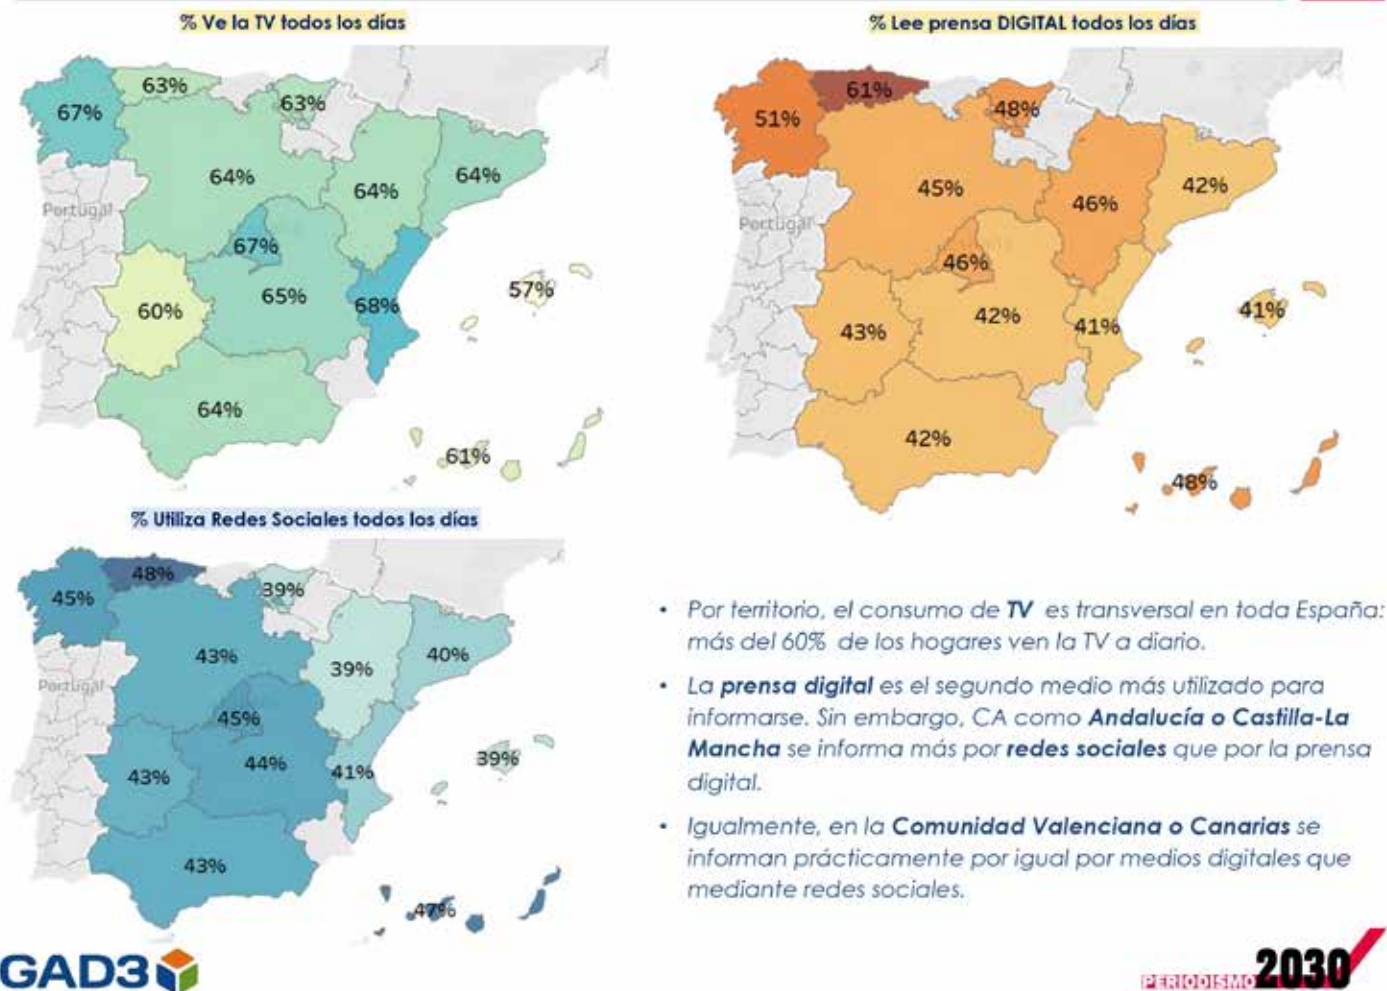 % Ve la TV todos los días
67%
63%
63%
64%
64%
64%
Portugal
67%
65%
68%
57%
60%
64%
61%
% Lee prensa DIGITAL todos los días
51%
61%
48%
45%
46%
42%
Portugal
46%
42%
41%
41%
43%
42%
48%
% Utiliza Redes Sociales todos los días
45%
48%
39%
43%
39%
40%
Portugal
45%
44%
41%
39%
43%
43%
47%
• Por territorio, el consumo de TV es transversal en toda España:
más del 60% de los hogares ven la TV a diario.
• La prensa digital es el segundo medio más utilizado para
informarse. Sin embargo, CA como Andalucía o Castilla-La
Mancha se informa más por redes sociales que por la prensa
digital.
• Igualmente, en la Comunidad Valenciana o Canarias se
informan prácticamente por igual por medios digitales que
mediante redes sociales.
GAD3
PERIODISMO 2030